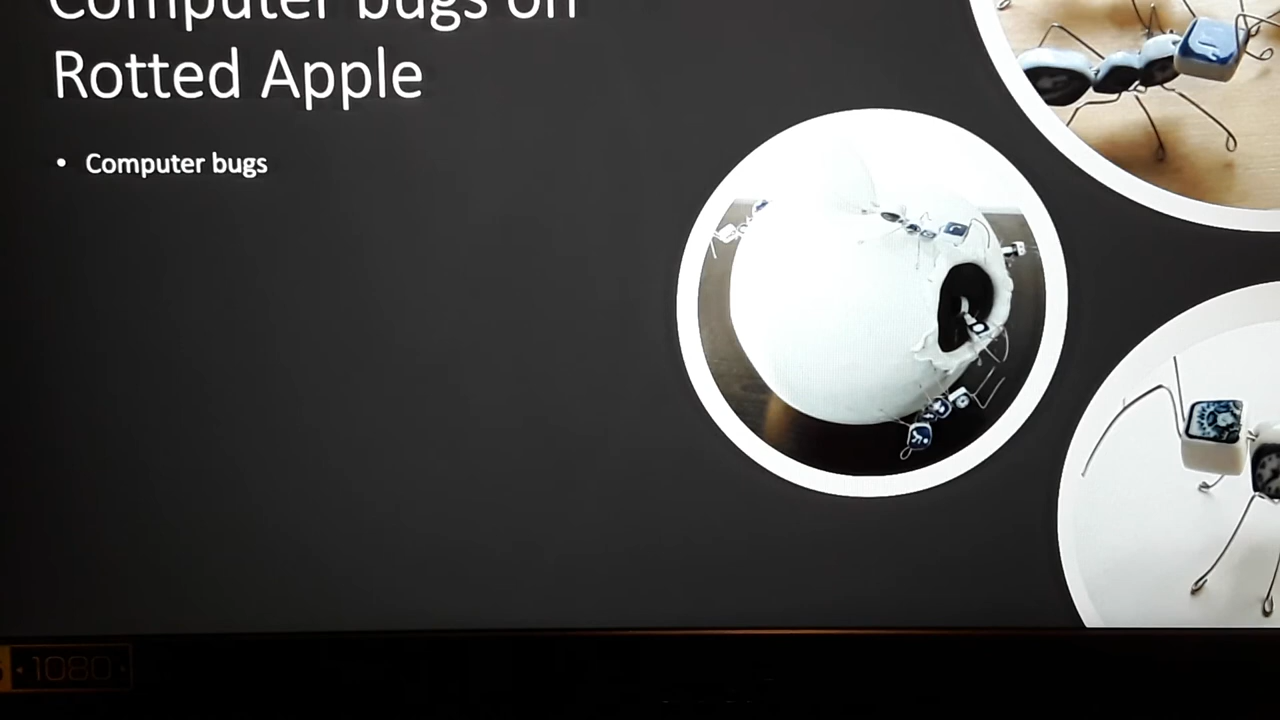 Computer bugs on
Rotted Apple
• Computer bugs
1080